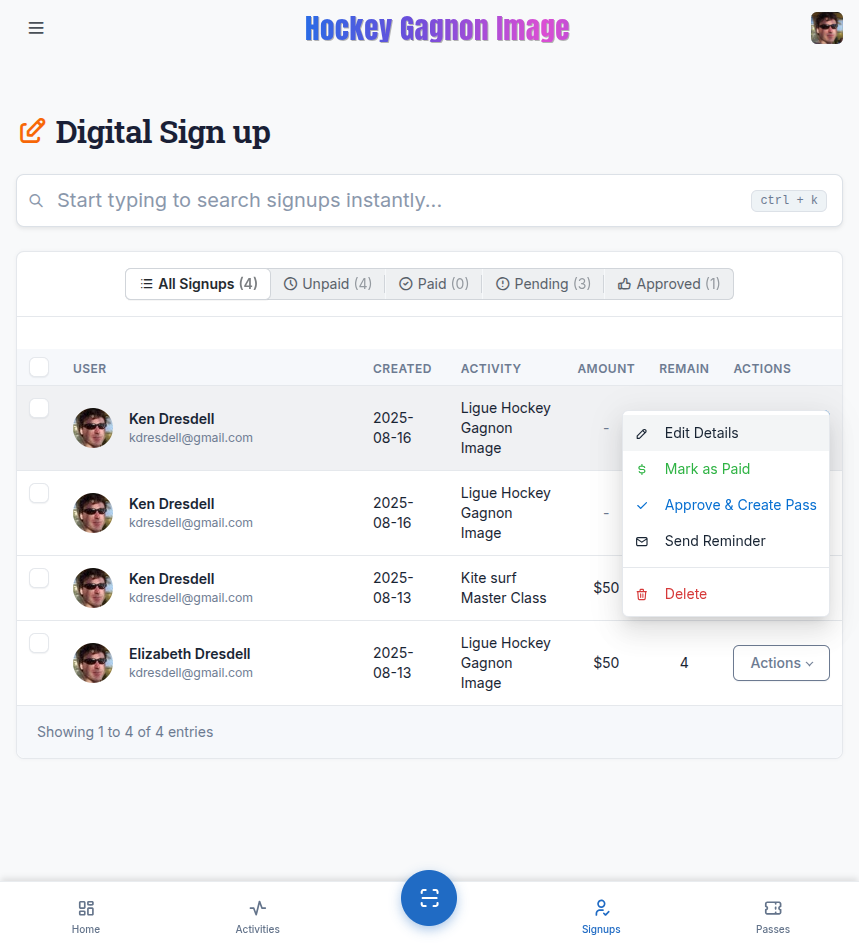 Hockey Gagnon Image
Digital Sign up
Start typing to search signups instantly...
ctrl + k
All Signups (4)
Unpaid (4)
Paid (0)
Pending (3)
Approved (1)
USER
CREATED
ACTIVITY
AMOUNT
REMAIN
ACTIONS
Ken Dresdell
kdresdell@gmail.com
2025-
08-16
Ligue Hockey
Gagnon
Image
-
Ken Dresdell
kdresdell@gmail.com
2025-
08-16
Ligue Hockey
Gagnon
Image
-
Ken Dresdell
kdresdell@gmail.com
2025-
08-13
Kite surf
Master Class
$50
Elizabeth Dresdell
kdresdell@gmail.com
2025-
08-13
Ligue Hockey
Gagnon
Image
$50
4
Actions
Edit Details
Mark as Paid
Approve & Create Pass
Send Reminder
Delete
Showing 1 to 4 of 4 entries
Home
Activities
Signups
Passes